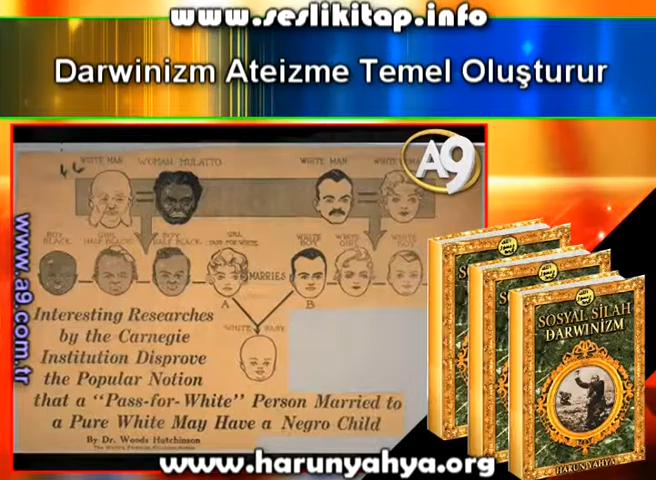 www.seslikitap.info
Darwinizm Ateizme Temel Oluşturur
A9
WHITE MAN
WOMAN MULATTO
WHITE MAN
BOY BLACK
GIRL HALF BLACK
BOY HALF BLACK
GIRL PASS FOR WHITE
WHITE BOY
WHITE GIRL
WHITE BOY
MARRIES
A
B
WHITE BABY
Interesting Researches
by the Carnegie
Institution Disprove
the Popular Notion
that a "Pass-for-White" Person Married to
a Pure White May Have a Negro Child
By Dr. Woods Hutchinson
www.a9.com.tr
SOSYAL SİLAH
DARWİNİZM
HARUN YAHYA
www.harunyahya.org